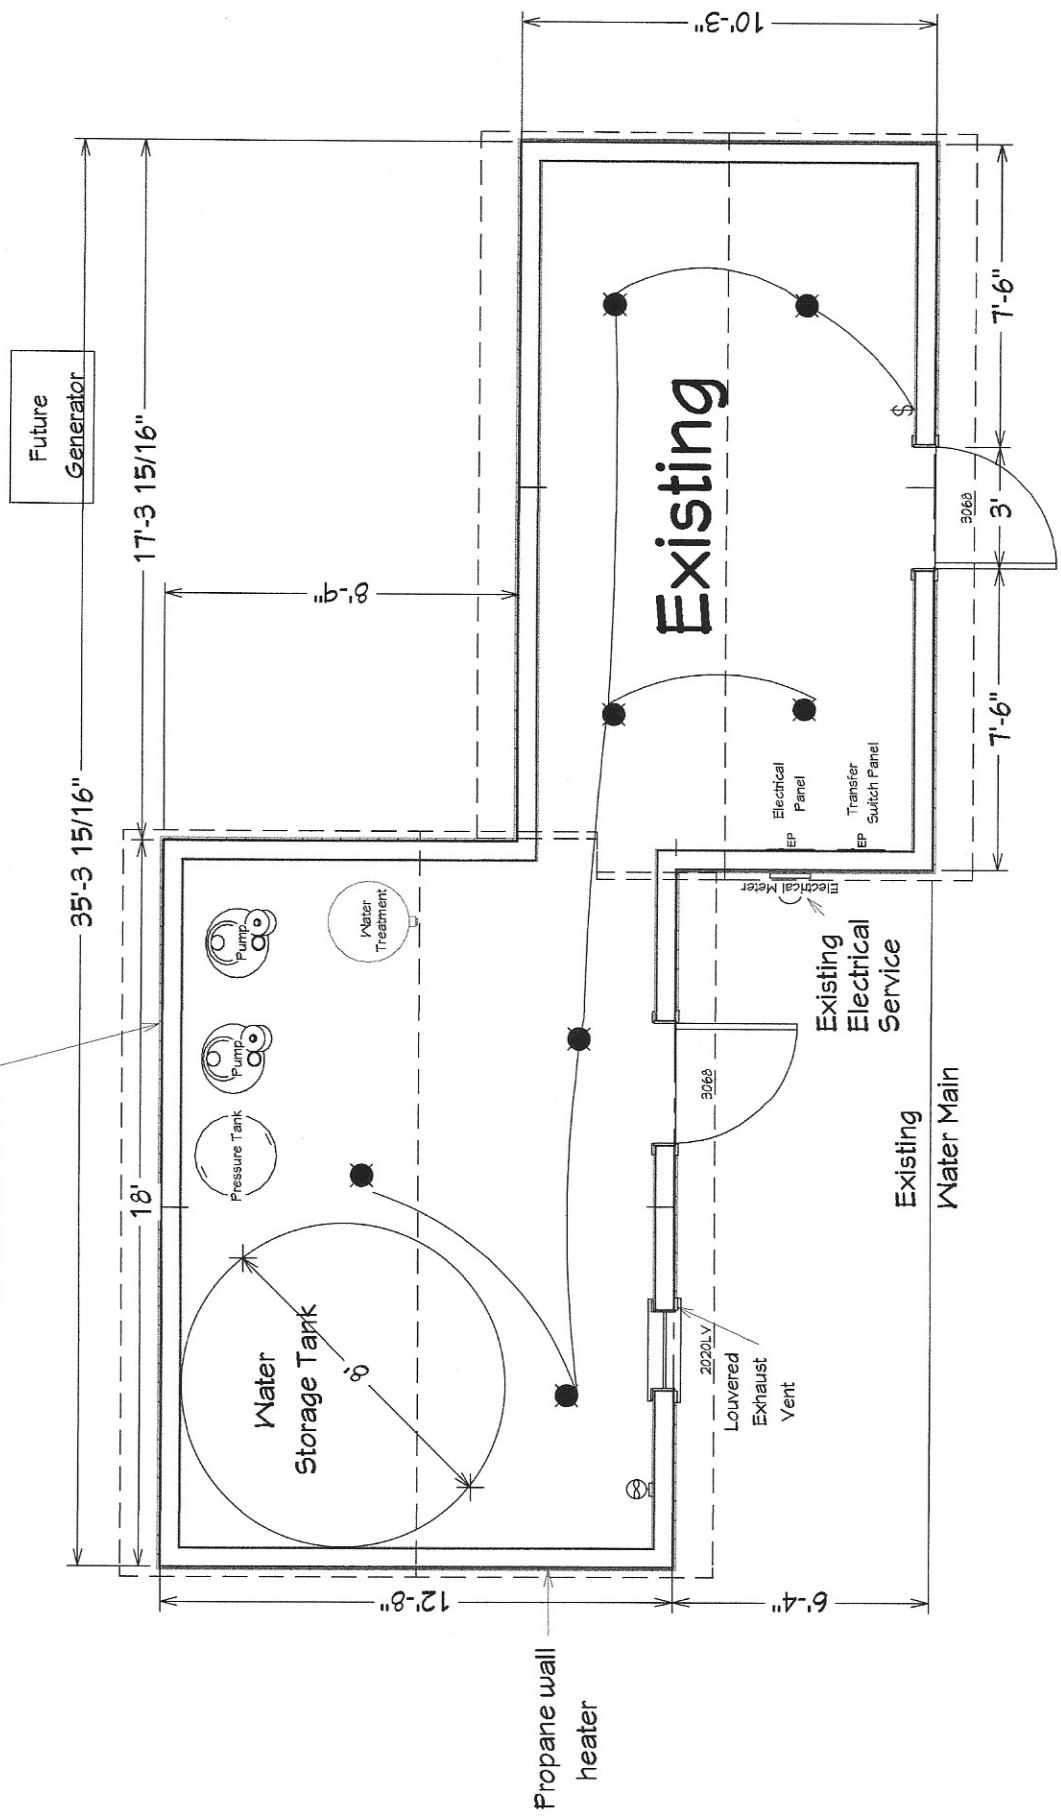 Future
Generator
35'-3 15/16"
17'-3 15/16"
18'
8'-9"
10'-3"
12'-8"
6'-4"
Pump
Pump
Pressure Tank
Water
Treatment
Water
Storage Tank
8'
Existing
Electrical
Panel
Transfer
Switch Panel
EP
EP
Electrical Meter
$
Existing
Electrical
Service
3068
3068
7'-6"
3'
7'-6"
2020LV
Louvered
Exhaust
Vent
Existing
Water Main
Propane wall
heater